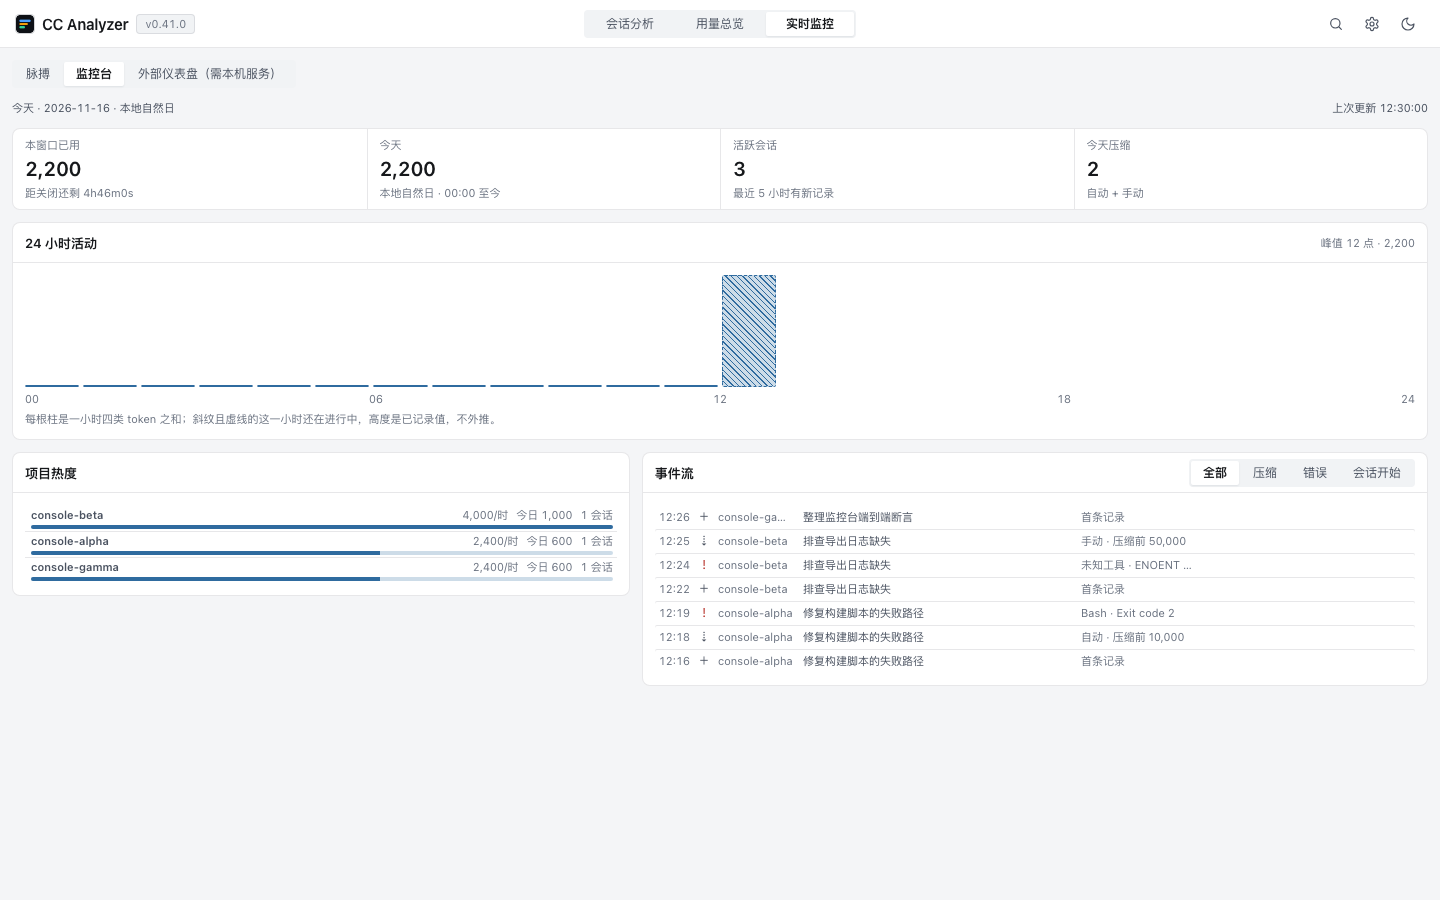 CC Analyzer v0.41.0 会话分析 用量总览 实时监控
脉搏 监控台 外部仪表盘（需本机服务）
今天 · 2026-11-16 · 本地自然日 上次更新 12:30:00
本窗口已用 今天 活跃会话 今天压缩
2,200 2,200 3 2
距关闭还剩 4h46m0s 本地自然日 · 00:00 至今 最近 5 小时有新记录 自动 + 手动
24 小时活动 峰值 12 点 · 2,200
00 06 12 18 24
每根柱是一小时四类 token 之和；斜纹且虚线的这一小时还在进行中，高度是已记录值，不外推。
项目热度
console-beta 4,000/时 今日 1,000 1 会话
console-alpha 2,400/时 今日 600 1 会话
console-gamma 2,400/时 今日 600 1 会话
事件流 全部 压缩 错误 会话开始
12:26 + console-ga... 整理监控台端到端断言 首条记录
12:25 ⇣ console-beta 排查导出日志缺失 手动 · 压缩前 50,000
12:24 ! console-beta 排查导出日志缺失 未知工具 · ENOENT ...
12:22 + console-beta 排查导出日志缺失 首条记录
12:19 ! console-alpha 修复构建脚本的失败路径 Bash · Exit code 2
12:18 ⇣ console-alpha 修复构建脚本的失败路径 自动 · 压缩前 10,000
12:16 + console-alpha 修复构建脚本的失败路径 首条记录